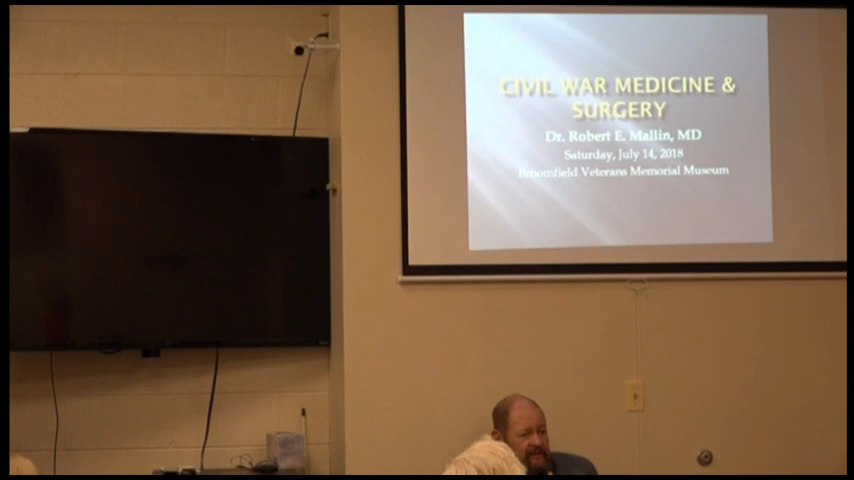 CIVIL WAR MEDICINE &
SURGERY
Dr. Robert E. Mallin, MD
Saturday, July 14, 2018
Broomfield Veterans Memorial Museum